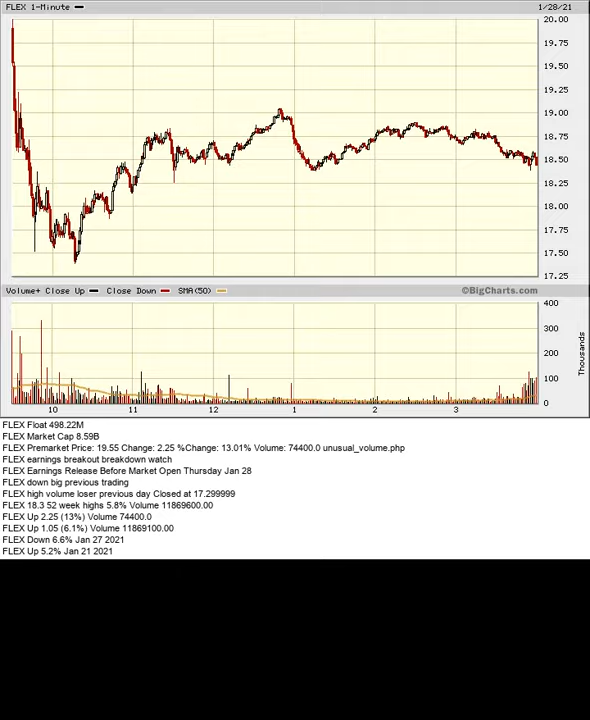 FLEX 1-Minute 1/28/21
20.00
19.75
19.50
19.25
19.00
18.75
18.50
18.25
18.00
17.75
17.50
17.25
Volume+ Close Up Close Down SMA(50) ©BigCharts.com
400
300
200
100
0
Thousands
10 11 12 1 2 3
FLEX Float 498.22M
FLEX Market Cap 8.59B
FLEX Premarket Price: 19.55 Change: 2.25 %Change: 13.01% Volume: 74400.0 unusual_volume.php
FLEX earnings breakout breakdown watch
FLEX Earnings Release Before Market Open Thursday Jan 28
FLEX down big previous trading
FLEX high volume loser previous day Closed at 17.299999
FLEX 18.3 52 week highs 5.8% Volume 11869600.00
FLEX Up 2.25 (13%) Volume 74400.0
FLEX Up 1.05 (6.1%) Volume 11869100.00
FLEX Down 6.6% Jan 27 2021
FLEX Up 5.2% Jan 21 2021